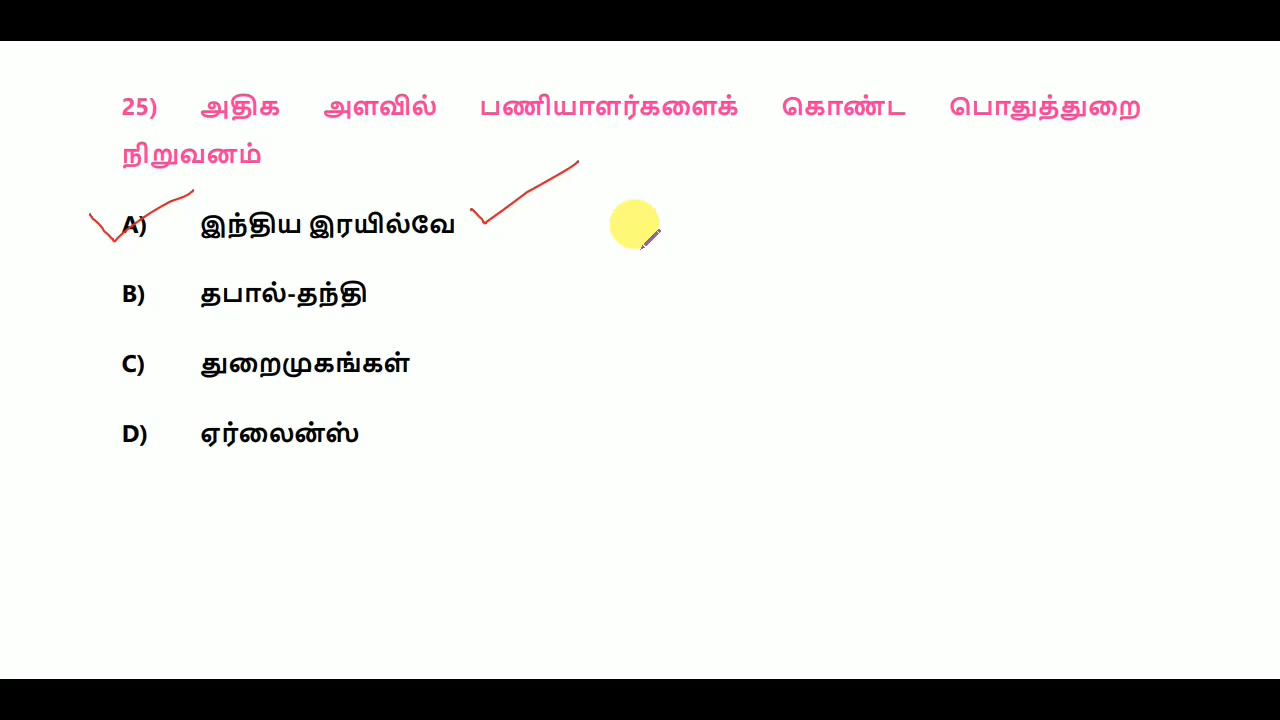 25) அதிக அளவில் பணியாளர்களைக் கொண்ட பொதுத்துறை
நிறுவனம்
A) இந்திய இரயில்வே
B) தபால்-தந்தி
C) துறைமுகங்கள்
D) ஏர்லைன்ஸ்